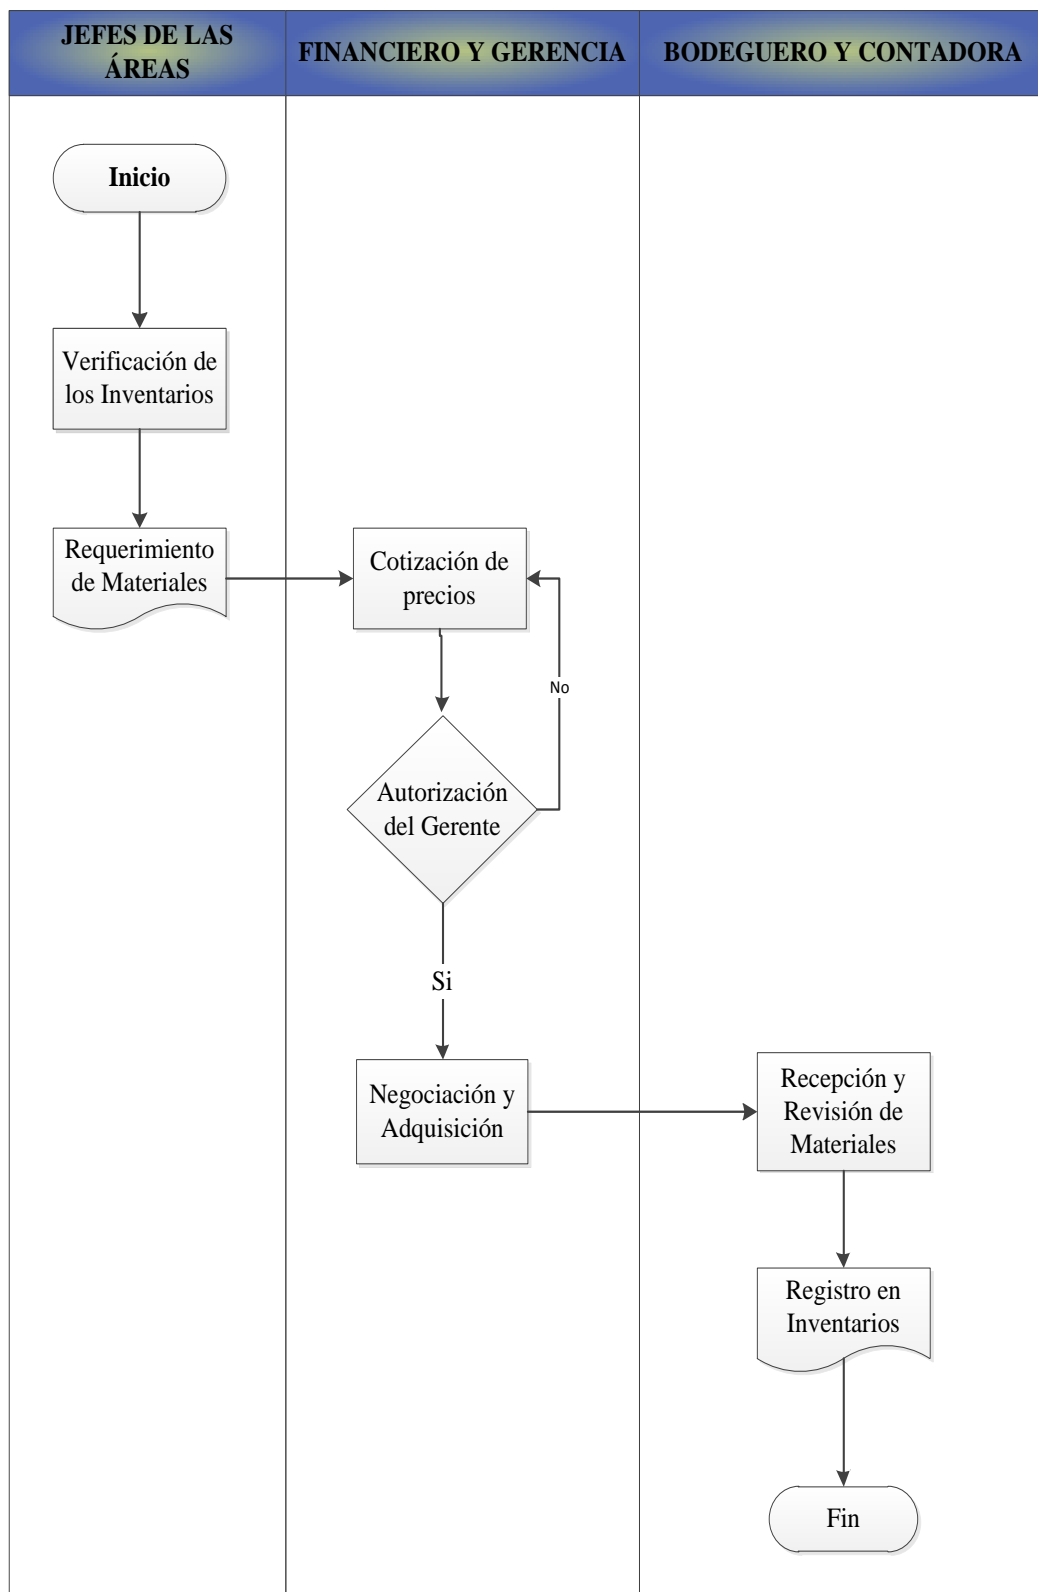 JEFES DE LAS
ÁREAS
FINANCIERO Y GERENCIA
BODEGUERO Y CONTADORA
Inicio
Verificación de
los Inventarios
Requerimiento
de Materiales
Cotización de
precios
No
Autorización
del Gerente
Si
Negociación y
Adquisición
Recepción y
Revisión de
Materiales
Registro en
Inventarios
Fin